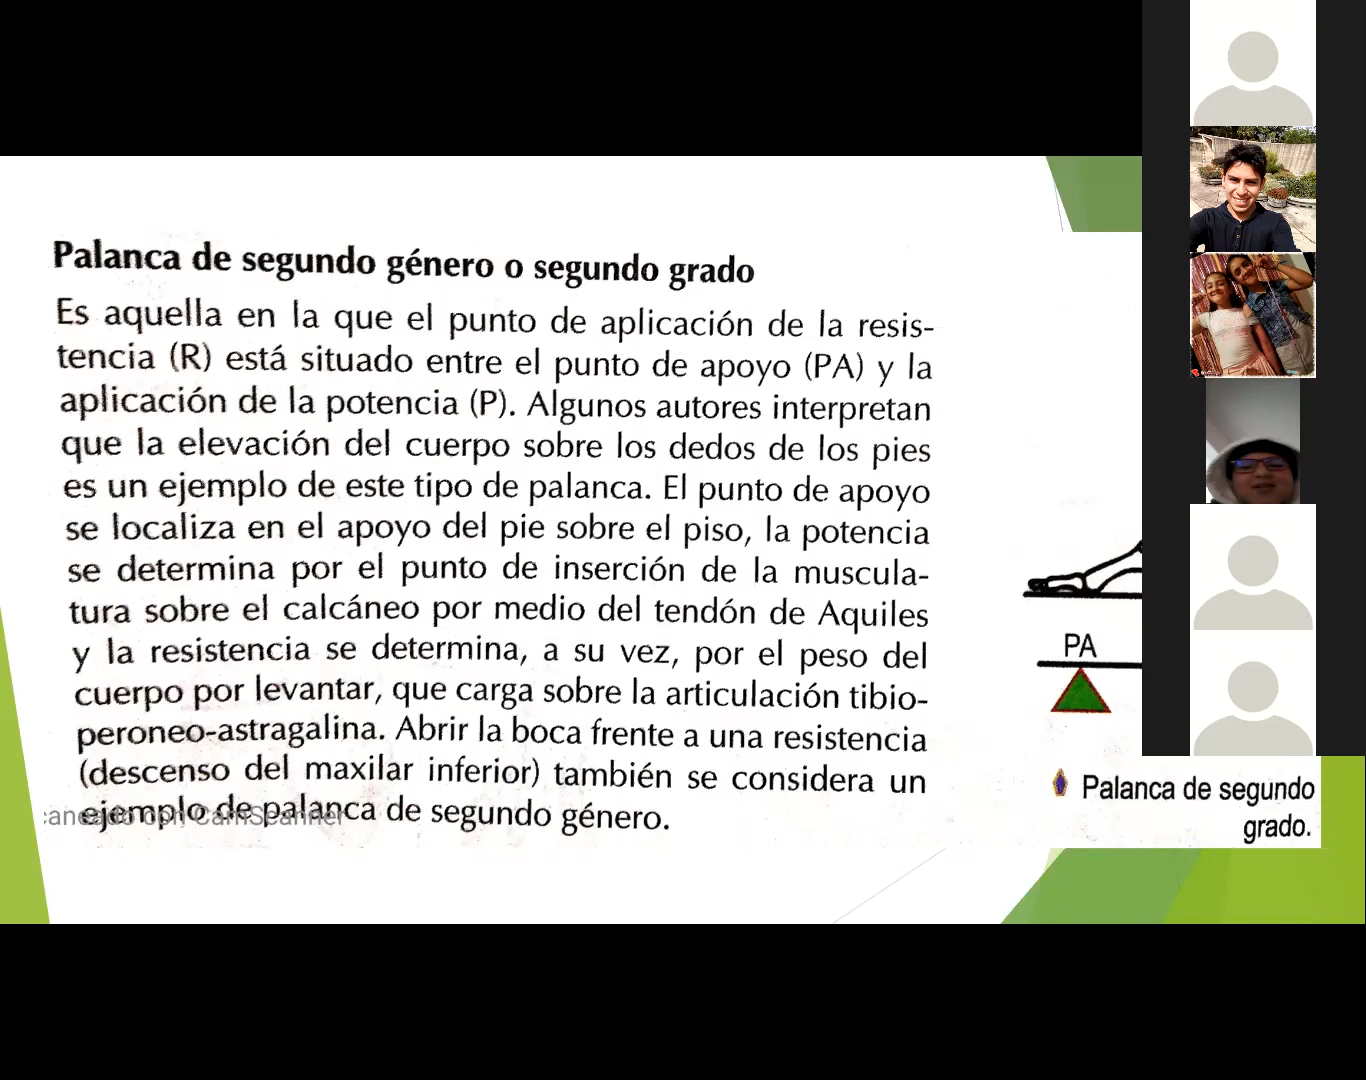 Palanca de segundo género o segundo grado
Es aquella en la que el punto de aplicación de la resis-
tencia (R) está situado entre el punto de apoyo (PA) y la
aplicación de la potencia (P). Algunos autores interpretan
que la elevación del cuerpo sobre los dedos de los pies
es un ejemplo de este tipo de palanca. El punto de apoyo
se localiza en el apoyo del pie sobre el piso, la potencia
se determina por el punto de inserción de la muscula-
tura sobre el calcáneo por medio del tendón de Aquiles
y la resistencia se determina, a su vez, por el peso del
cuerpo por levantar, que carga sobre la articulación tibio-
peroneo-astragalina. Abrir la boca frente a una resistencia
(descenso del maxilar inferior) también se considera un
ejemplo de palanca de segundo género.
CamScanner
PA
Palanca de segundo
grado.